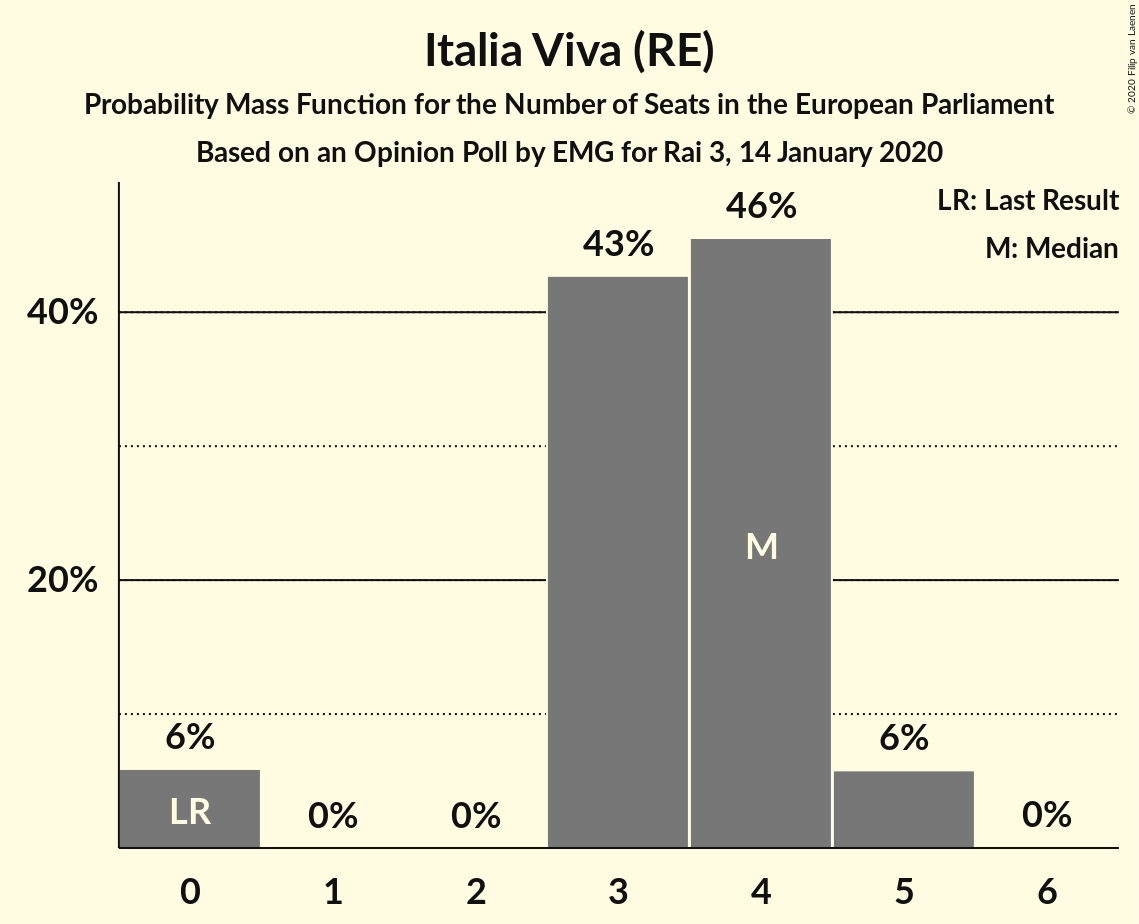 Italia Viva (RE)
Probability Mass Function for the Number of Seats in the European Parliament
Based on an Opinion Poll by EMG for Rai 3, 14 January 2020
© 2020 Filip van Laenen
LR: Last Result
M: Median
40%
20%
6%
0%
0%
43%
46%
6%
0%
LR
M
0 1 2 3 4 5 6